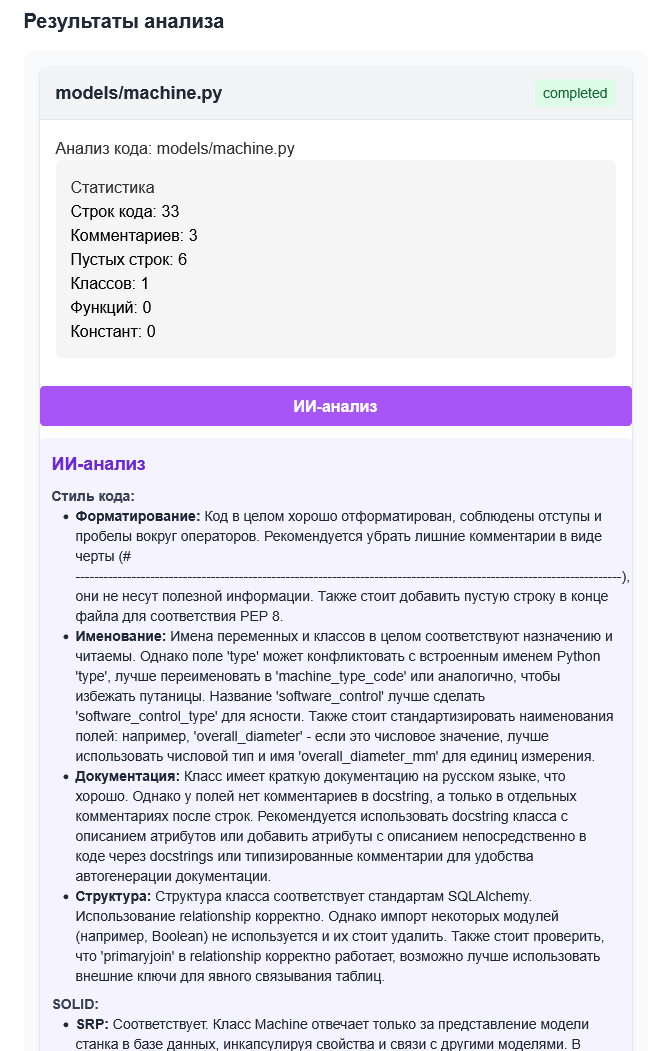 Результаты анализа
models/machine.py
completed
Анализ кода: models/machine.py
Статистика
Строк кода: 33
Комментариев: 3
Пустых строк: 6
Классов: 1
Функций: 0
Констант: 0
ИИ-анализ
ИИ-анализ
Стиль кода:
• Форматирование: Код в целом хорошо отформатирован, соблюдены отступы и
пробелы вокруг операторов. Рекомендуется убрать лишние комментарии в виде
черты (#
---------------------------------------------------------------------------------------------------------------------),
они не несут полезной информации. Также стоит добавить пустую строку в конце
файла для соответствия PEP 8.
• Именование: Имена переменных и классов в целом соответствуют назначению и
читаемы. Однако поле 'type' может конфликтовать с встроенным именем Python
'type', лучше переименовать в 'machine_type_code' или аналогично, чтобы
избежать путаницы. Название 'software_control' лучше сделать
'software_control_type' для ясности. Также стоит стандартизировать наименования
полей: например, 'overall_diameter' - если это числовое значение, лучше
использовать числовой тип и имя 'overall_diameter_mm' для единиц измерения.
• Документация: Класс имеет краткую документацию на русском языке, что
хорошо. Однако у полей нет комментариев в docstring, а только в отдельных
комментариях после строк. Рекомендуется использовать docstring класса с
описанием атрибутов или добавить атрибуты с описанием непосредственно в
коде через docstrings или типизированные комментарии для удобства
автогенерации документации.
• Структура: Структура класса соответствует стандартам SQLAlchemy.
Использование relationship корректно. Однако импорт некоторых модулей
(например, Boolean) не используется и их стоит удалить. Также стоит проверить,
что 'primaryjoin' в relationship корректно работает, возможно лучше использовать
внешние ключи для явного связывания таблиц.
SOLID:
• SRP: Соответствует. Класс Machine отвечает только за представление модели
станка в базе данных, инкапсулируя свойства и связи с другими моделями. В